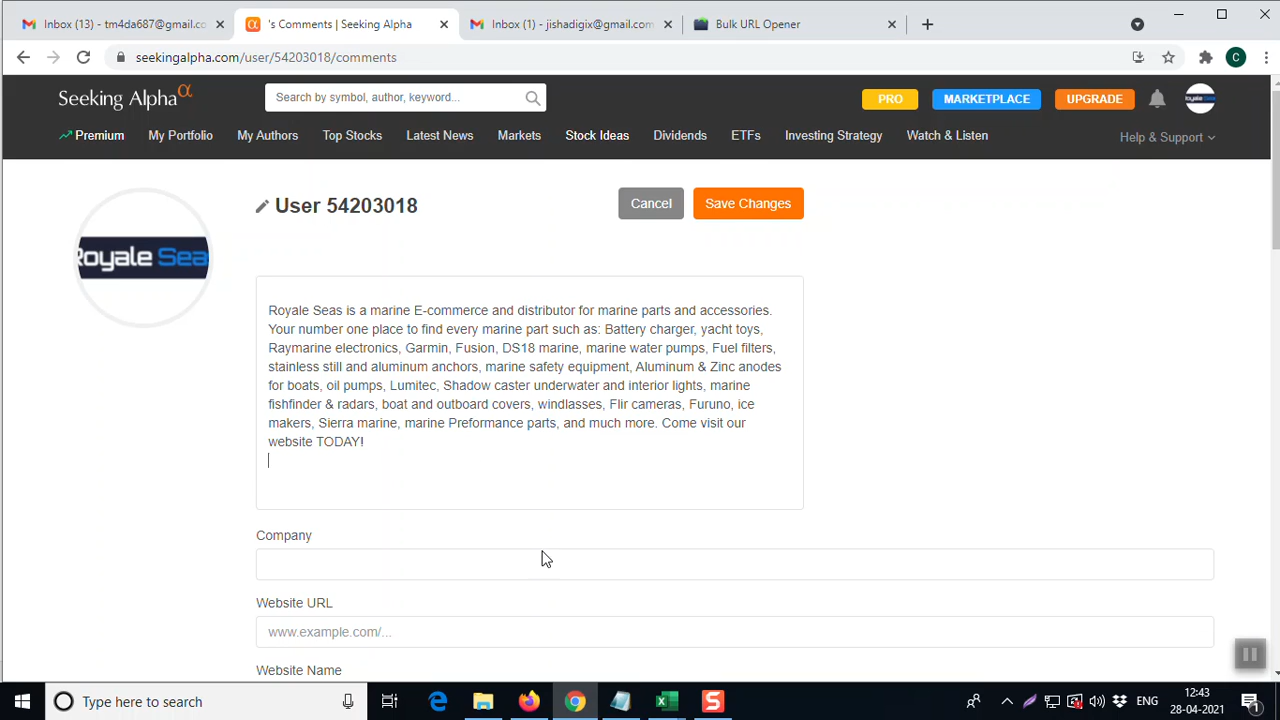 Inbox (13) - tm4da687@gmail.co
's Comments | Seeking Alpha
Inbox (1) - jishadigix@gmail.com
Bulk URL Opener
seekingalpha.com/user/54203018/comments
C
Seeking Alpha α
Search by symbol, author, keyword...
PRO
MARKETPLACE
UPGRADE
Premium
My Portfolio
My Authors
Top Stocks
Latest News
Markets
Stock Ideas
Dividends
ETFs
Investing Strategy
Watch & Listen
Help & Support
Royale Seas
User 54203018
Cancel
Save Changes
Royale Seas is a marine E-commerce and distributor for marine parts and accessories.
Your number one place to find every marine part such as: Battery charger, yacht toys,
Raymarine electronics, Garmin, Fusion, DS18 marine, marine water pumps, Fuel filters,
stainless still and aluminum anchors, marine safety equipment, Aluminum & Zinc anodes
for boats, oil pumps, Lumitec, Shadow caster underwater and interior lights, marine
fishfinder & radars, boat and outboard covers, windlasses, Flir cameras, Furuno, ice
makers, Sierra marine, marine Preformance parts, and much more. Come visit our
website TODAY!
Company
Website URL
www.example.com/...
Website Name
Type here to search
ENG
12:43
28-04-2021